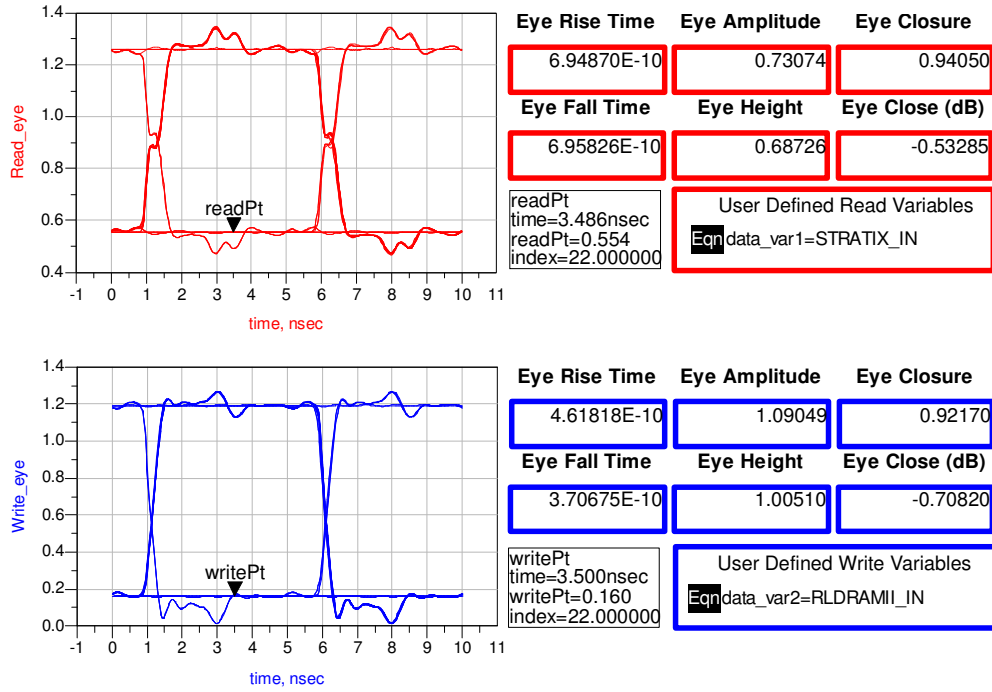 1.4
1.2
1.0
0.8
0.6
0.4
Read_eye
readPt
-1 0 1 2 3 4 5 6 7 8 9 10 11
time, nsec
Eye Rise Time Eye Amplitude Eye Closure
6.94870E-10 0.73074 0.94050
Eye Fall Time Eye Height Eye Close (dB)
6.95826E-10 0.68726 -0.53285
readPt
time=3.486nsec
readPt=0.554
index=22.000000
User Defined Read Variables
Eqn data_var1=STRATIX_IN
1.4
1.2
1.0
0.8
0.6
0.4
0.2
0.0
Write_eye
writePt
-1 0 1 2 3 4 5 6 7 8 9 10 11
time, nsec
Eye Rise Time Eye Amplitude Eye Closure
4.61818E-10 1.09049 0.92170
Eye Fall Time Eye Height Eye Close (dB)
3.70675E-10 1.00510 -0.70820
writePt
time=3.500nsec
writePt=0.160
index=22.000000
User Defined Write Variables
Eqn data_var2=RLDRAMII_IN